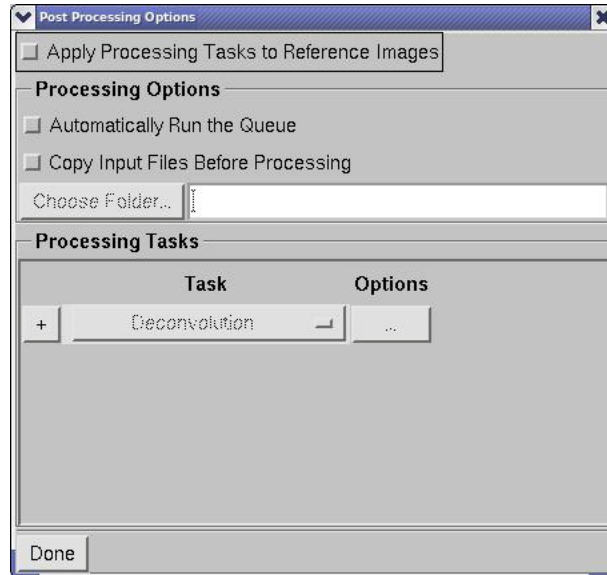 Post Processing Options
Apply Processing Tasks to Reference Images
Processing Options
Automatically Run the Queue
Copy Input Files Before Processing
Choose Folder...
Processing Tasks
Task Options
+ Deconvolution ...
Done